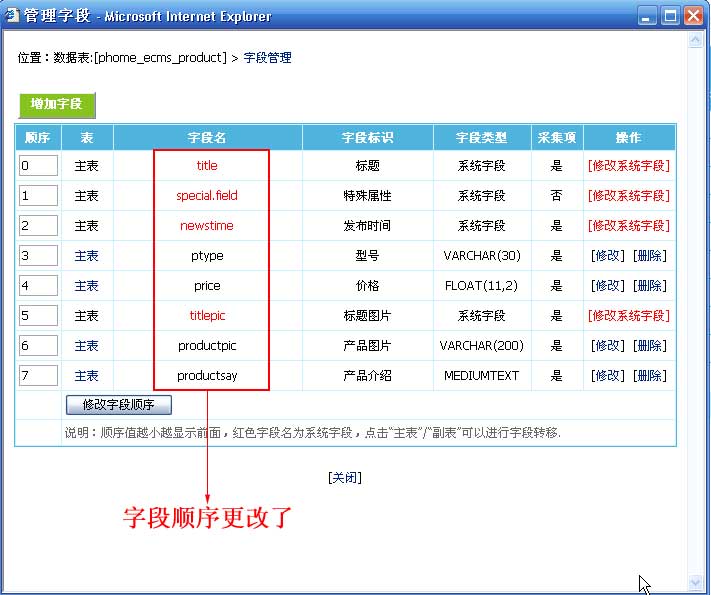 管理字段 - Microsoft Internet Explorer
位置：数据表:[phome_ecms_product] > 字段管理
增加字段
顺序 表 字段名 字段标识 字段类型 采集项 操作
0 主表 title 标题 系统字段 是 [修改系统字段]
1 主表 special.field 特殊属性 系统字段 否 [修改系统字段]
2 主表 newstime 发布时间 系统字段 是 [修改系统字段]
3 主表 ptype 型号 VARCHAR(30) 是 [修改] [删除]
4 主表 price 价格 FLOAT(11,2) 是 [修改] [删除]
5 主表 titlepic 标题图片 系统字段 是 [修改系统字段]
6 主表 productpic 产品图片 VARCHAR(200) 是 [修改] [删除]
7 主表 productsay 产品介绍 MEDIUMTEXT 是 [修改] [删除]
修改字段顺序
说明：顺序值越小越显示前面，红色字段名为系统字段，点击“主表”/“副表”可以进行字段转移.
[关闭]
字段顺序更改了